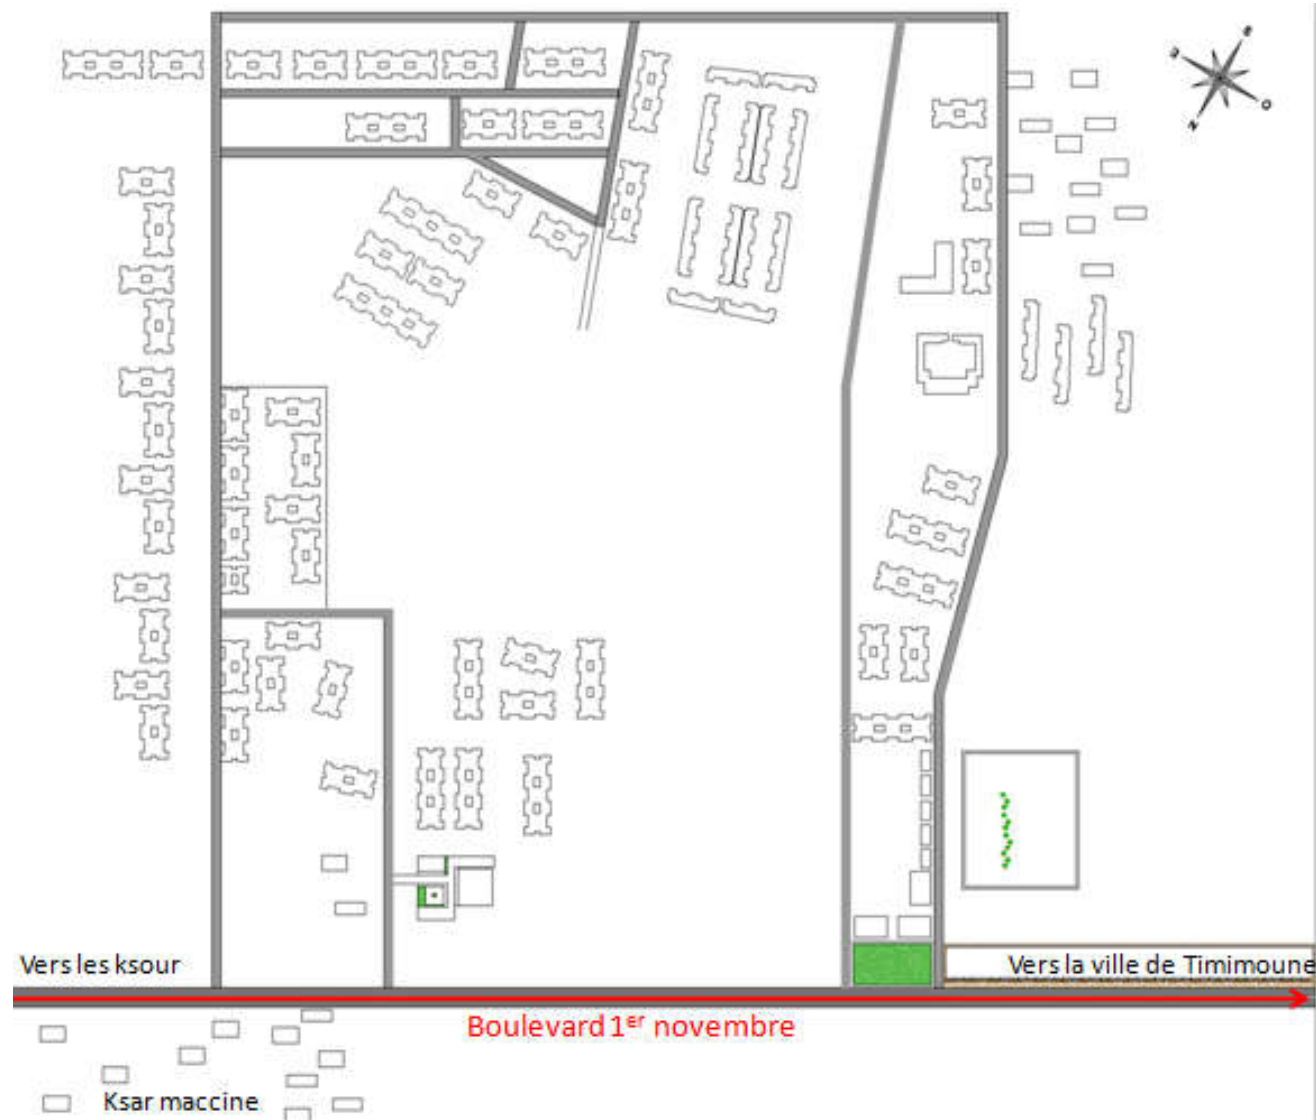 S
E
O
N
Vers les ksour
Vers la ville de Timimoune
Boulevard 1er novembre
Ksar maccine